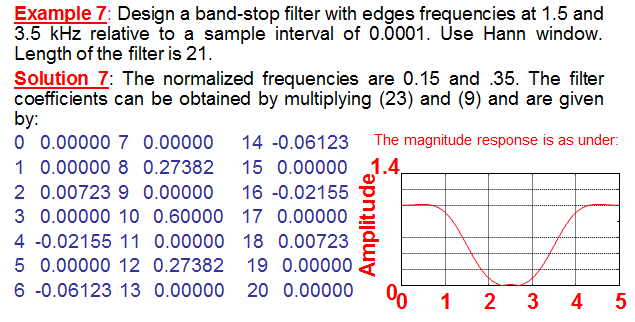 Example 7: Design a band-stop filter with edges frequencies at 1.5 and
3.5 kHz relative to a sample interval of 0.0001. Use Hann window.
Length of the filter is 21.
Solution 7: The normalized frequencies are 0.15 and .35. The filter
coefficients can be obtained by multiplying (23) and (9) and are given
by:
0 0.00000 7 0.00000 14 -0.06123
1 0.00000 8 0.27382 15 0.00000
2 0.00723 9 0.00000 16 -0.02155
3 0.00000 10 0.60000 17 0.00000
4 -0.02155 11 0.00000 18 0.00723
5 0.00000 12 0.27382 19 0.00000
6 -0.06123 13 0.00000 20 0.00000
The magnitude response is as under:
1.4
Amplitude
0
0 1 2 3 4 5